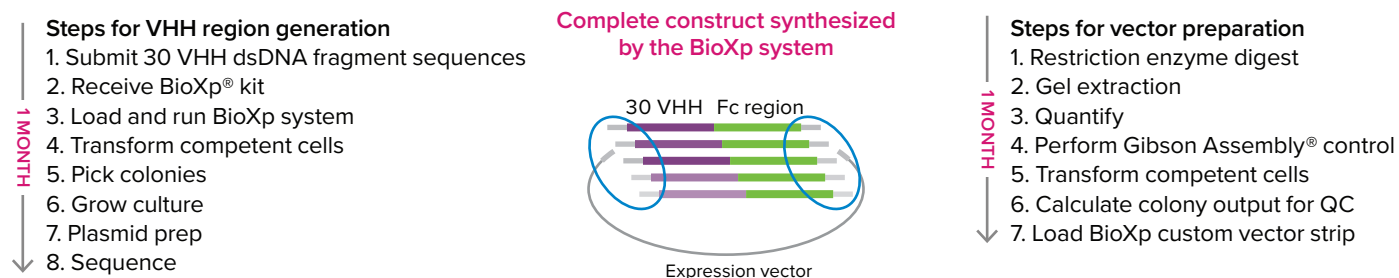 1 MONTH
Steps for VHH region generation
1. Submit 30 VHH dsDNA fragment sequences
2. Receive BioXp® kit
3. Load and run BioXp system
4. Transform competent cells
5. Pick colonies
6. Grow culture
7. Plasmid prep
8. Sequence
Complete construct synthesized
by the BioXp system
30 VHH Fc region
Expression vector
1 MONTH
Steps for vector preparation
1. Restriction enzyme digest
2. Gel extraction
3. Quantify
4. Perform Gibson Assembly® control
5. Transform competent cells
6. Calculate colony output for QC
7. Load BioXp custom vector strip